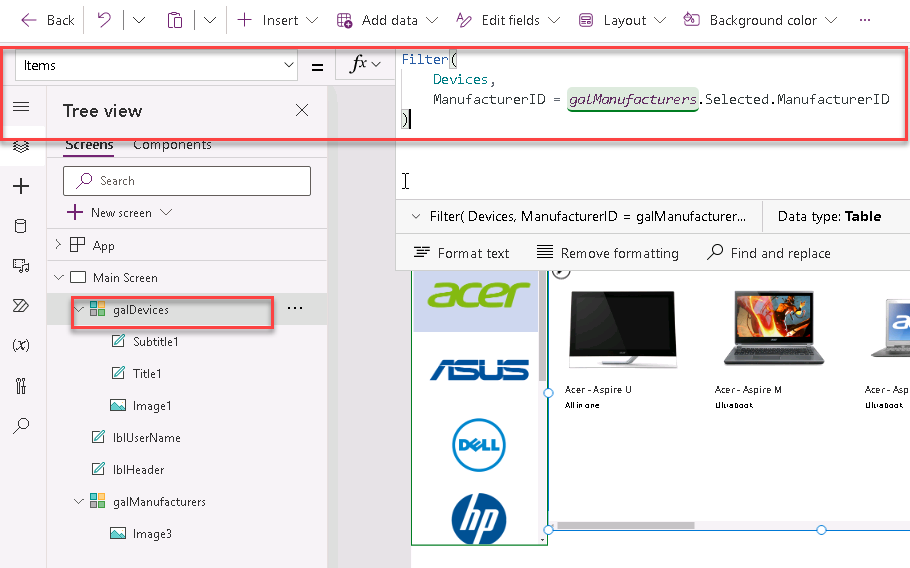 Back
Insert
Add data
Edit fields
Layout
Background color
...
Items
=
fx
Filter(
Devices,
ManufacturerID = galManufacturers.Selected.ManufacturerID
)
Tree view
Screens
Components
Search
New screen
App
Main Screen
galDevices
...
Subtitle1
Title1
Image1
lblUserName
lblHeader
galManufacturers
Image3
Filter( Devices, ManufacturerID = galManufacturer...
Data type: Table
Format text
Remove formatting
Find and replace
acer
ASUS
DELL
hp
Acer - Aspire U
All in one
Acer - Aspire M
Ultrabook
Acer - Asp
Ultrabook